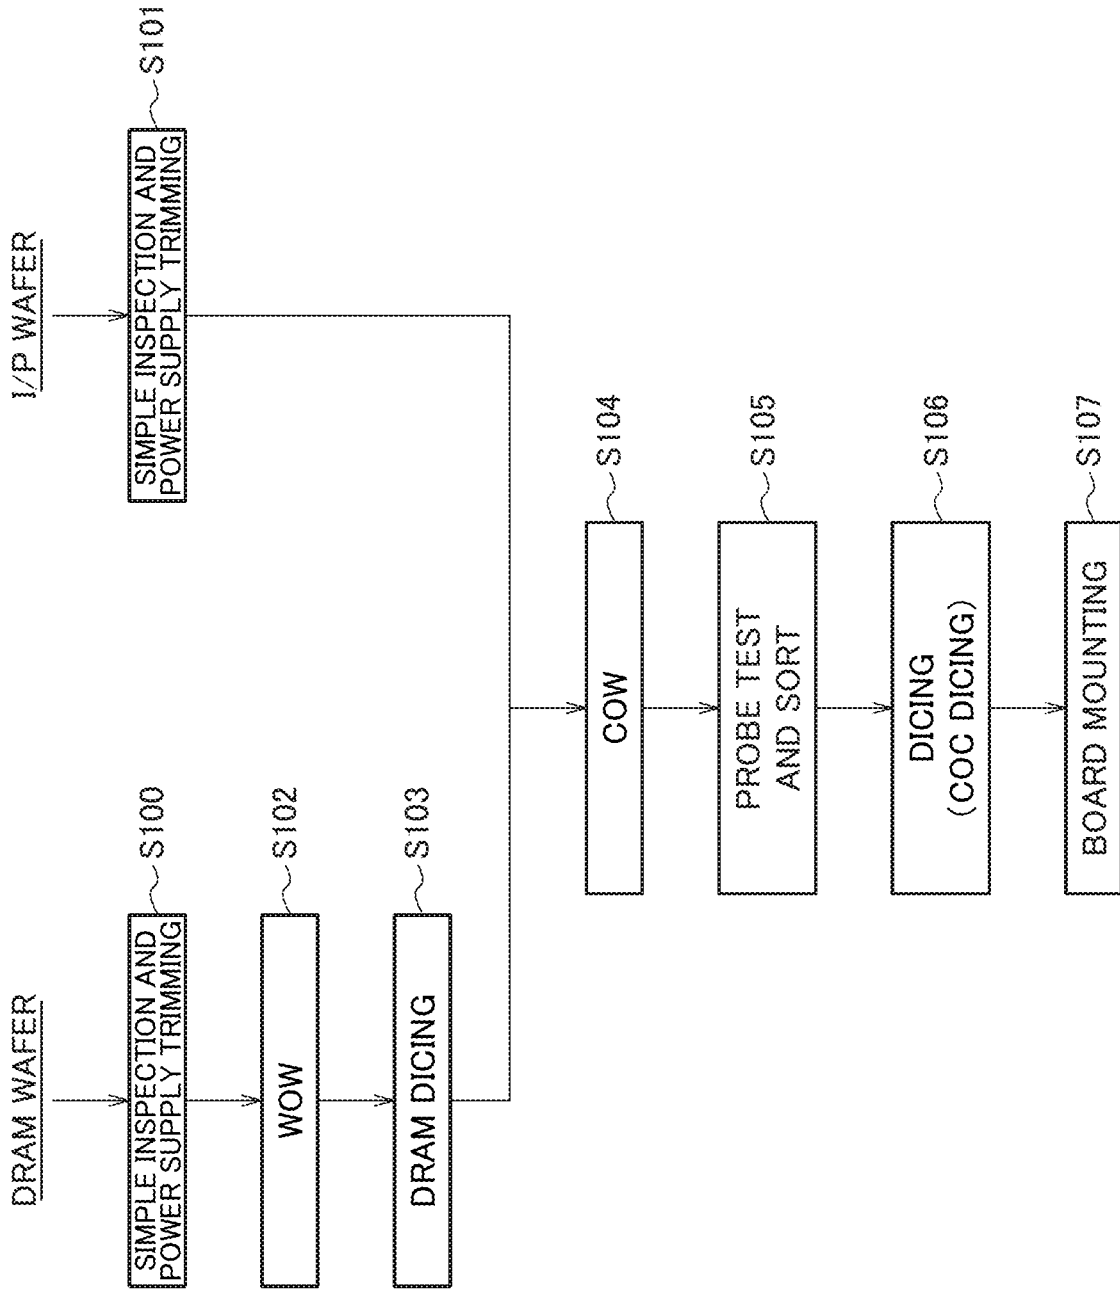 DRAM WAFER
I/P WAFER
SIMPLE INSPECTION AND
POWER SUPPLY TRIMMING
S100
SIMPLE INSPECTION AND
POWER SUPPLY TRIMMING
S101
WOW
S102
DRAM DICING
S103
COW
S104
PROBE TEST
AND SORT
S105
DICING
(COC DICING)
S106
BOARD MOUNTING
S107